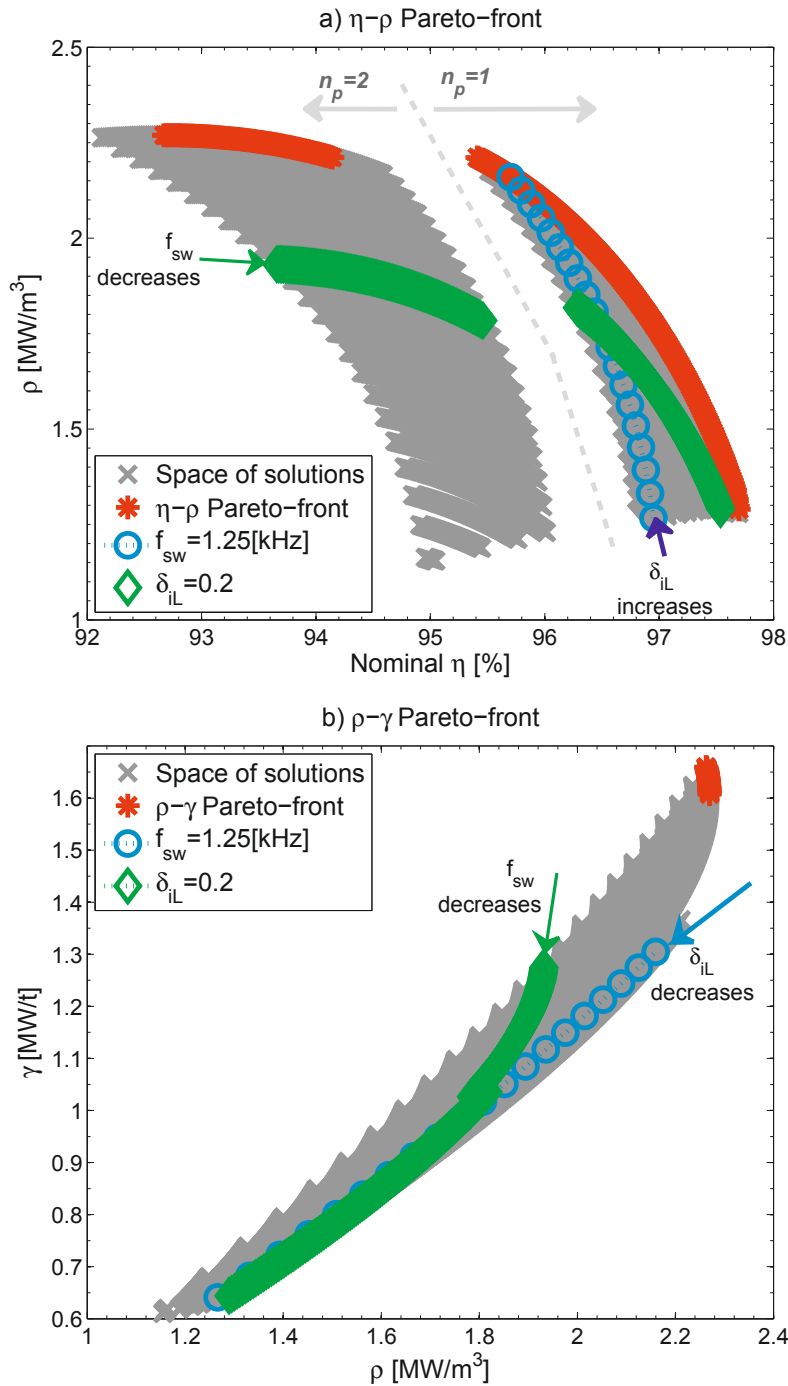 a) η−ρ Pareto-front
n_p=2
n_p=1
2.5
2
1.5
1
ρ [MW/m³]
f_sw
decreases
Space of solutions
η−ρ Pareto-front
f_sw=1.25[kHz]
δ_iL=0.2
δ_iL
increases
92 93 94 95 96 97 98
Nominal η [%]
b) ρ−γ Pareto-front
Space of solutions
ρ−γ Pareto-front
f_sw=1.25[kHz]
δ_iL=0.2
f_sw
decreases
δ_iL
decreases
1.6
1.5
1.4
1.3
1.2
1.1
1
0.9
0.8
0.7
0.6
γ [MW/t]
1 1.2 1.4 1.6 1.8 2 2.2 2.4
ρ [MW/m³]